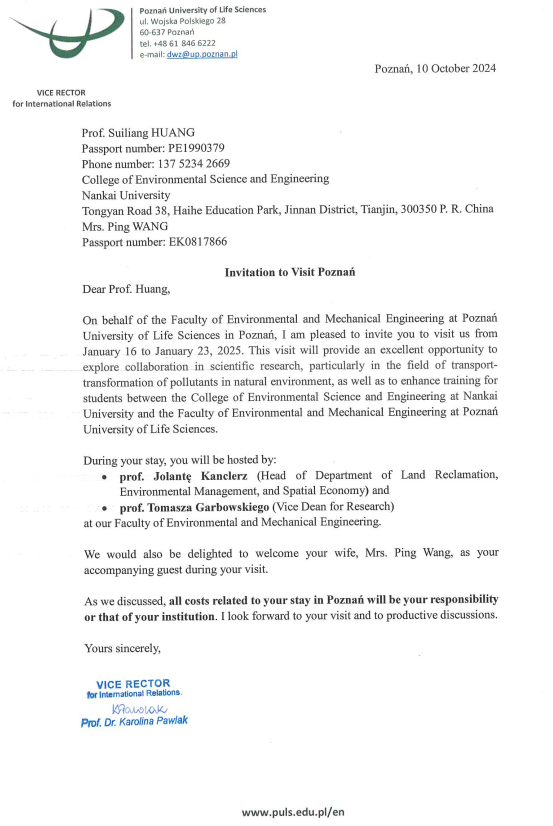 Poznań University of Life Sciences
ul. Wojska Polskiego 28
60-637 Poznań
tel. +48 61 846 6222
e-mail: dwz@up.poznan.pl
Poznań, 10 October 2024
VICE RECTOR
for International Relations
Prof. Suiliang HUANG
Passport number: PE1990379
Phone number: 137 5234 2669
College of Environmental Science and Engineering
Nankai University
Tongyan Road 38, Haihe Education Park, Jinnan District, Tianjin, 300350 P. R. China
Mrs. Ping WANG
Passport number: EK0817866
Invitation to Visit Poznań
Dear Prof. Huang,
On behalf of the Faculty of Environmental and Mechanical Engineering at Poznań
University of Life Sciences in Poznań, I am pleased to invite you to visit us from
January 16 to January 23, 2025. This visit will provide an excellent opportunity to
explore collaboration in scientific research, particularly in the field of transport-
transformation of pollutants in natural environment, as well as to enhance training for
students between the College of Environmental Science and Engineering at Nankai
University and the Faculty of Environmental and Mechanical Engineering at Poznań
University of Life Sciences.
During your stay, you will be hosted by:
• prof. Jolantę Kanclerz (Head of Department of Land Reclamation,
Environmental Management, and Spatial Economy) and
• prof. Tomasza Garbowskiego (Vice Dean for Research)
at our Faculty of Environmental and Mechanical Engineering.
We would also be delighted to welcome your wife, Mrs. Ping Wang, as your
accompanying guest during your visit.
As we discussed, all costs related to your stay in Poznań will be your responsibility
or that of your institution. I look forward to your visit and to productive discussions.
Yours sincerely,
VICE RECTOR
for International Relations.
Prof. Dr. Karolina Pawlak
www.puls.edu.pl/en